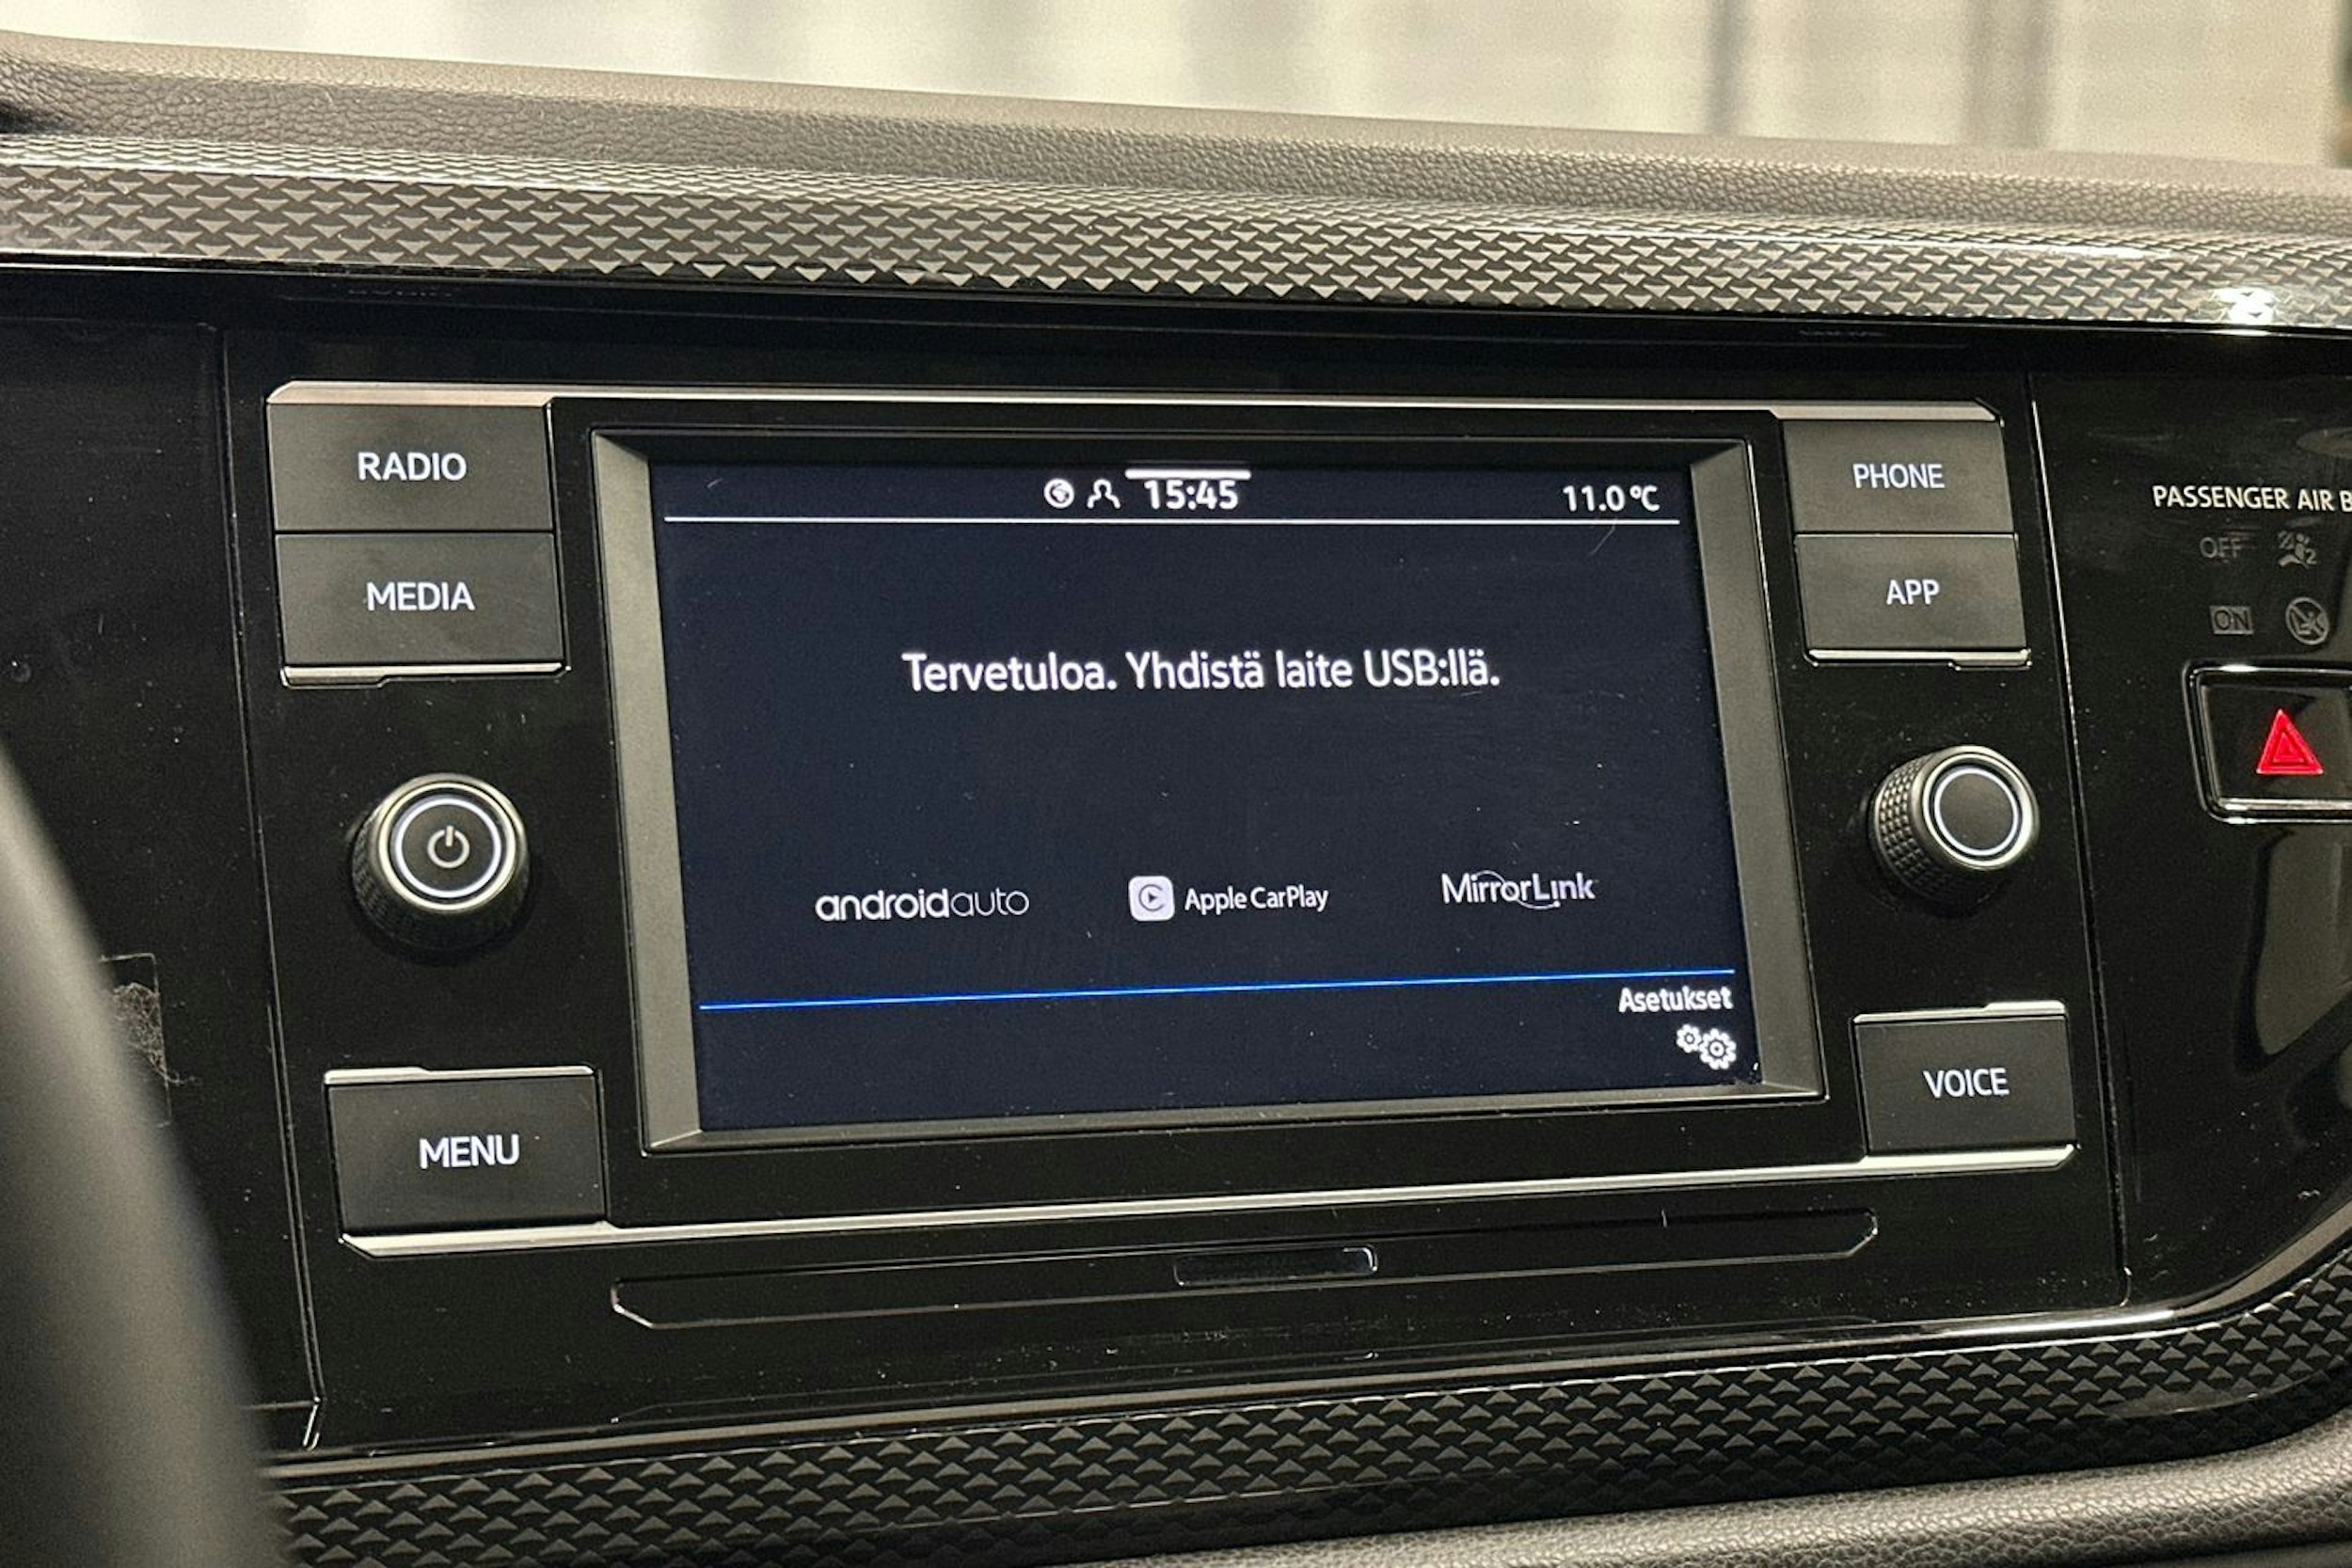 RADIO
MEDIA
MENU
15:45
11.0 °C
Tervetuloa. Yhdistä laite USB:llä.
androidauto
Apple CarPlay
MirrorLink
Asetukset
PHONE
APP
VOICE
PASSENGER AIR B
OFF
ON